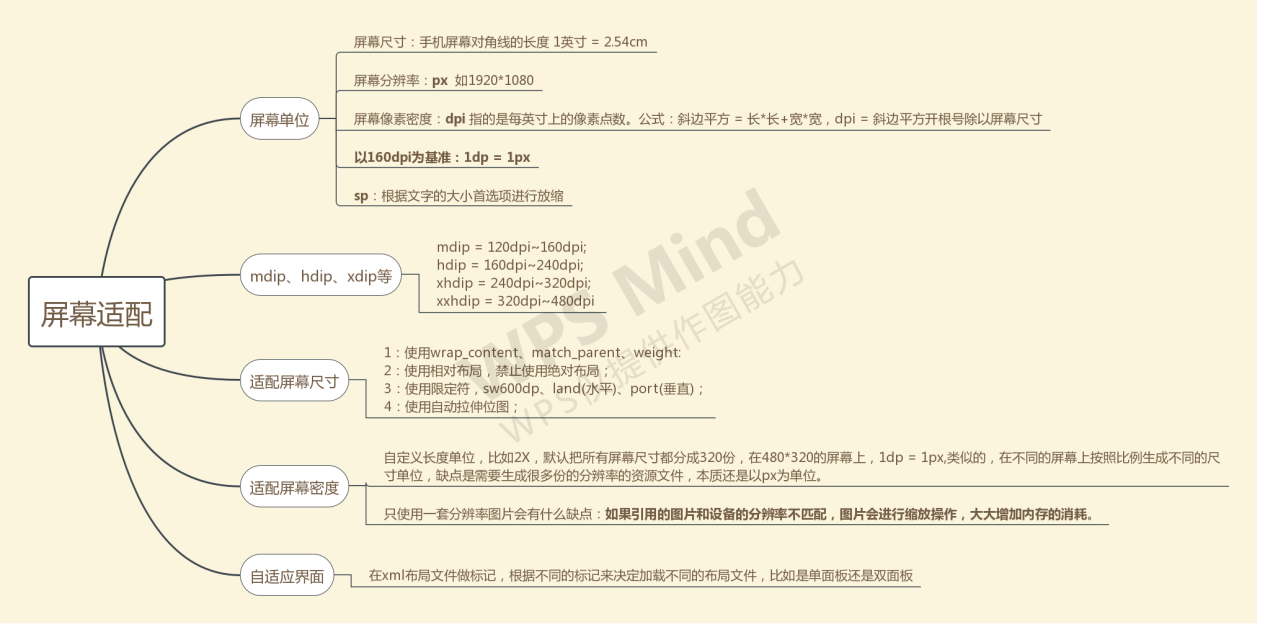 屏幕适配
屏幕单位
屏幕尺寸：手机屏幕对角线的长度 1英寸 = 2.54cm
屏幕分辨率：px 如1920*1080
屏幕像素密度：dpi 指的是每英寸上的像素点数。公式：斜边平方 = 长*长+宽*宽，dpi = 斜边平方开根号除以屏幕尺寸
以160dpi为基准：1dp = 1px
sp：根据文字的大小首选项进行放缩
mdip、hdip、xdip等
mdip = 120dpi~160dpi;
hdip = 160dpi~240dpi;
xhdip = 240dpi~320dpi;
xxhdip = 320dpi~480dpi
适配屏幕尺寸
1：使用wrap_content、match_parent、weight:
2：使用相对布局，禁止使用绝对布局；
3：使用限定符，sw600dp、land(水平)、port(垂直)；
4：使用自动拉伸位图；
适配屏幕密度
自定义长度单位，比如2X，默认把所有屏幕尺寸都分成320份，在480*320的屏幕上，1dp = 1px,类似的，在不同的屏幕上按照比例生成不同的尺
寸单位，缺点是需要生成很多份的分辨率的资源文件，本质还是以px为单位。
只使用一套分辨率图片会有什么缺点：如果引用的图片和设备的分辨率不匹配，图片会进行缩放操作，大大增加内存的消耗。
自适应界面
在xml布局文件做标记，根据不同的标记来决定加载不同的布局文件，比如是单面板还是双面板
WPS Mind
WPS供提供作图能力